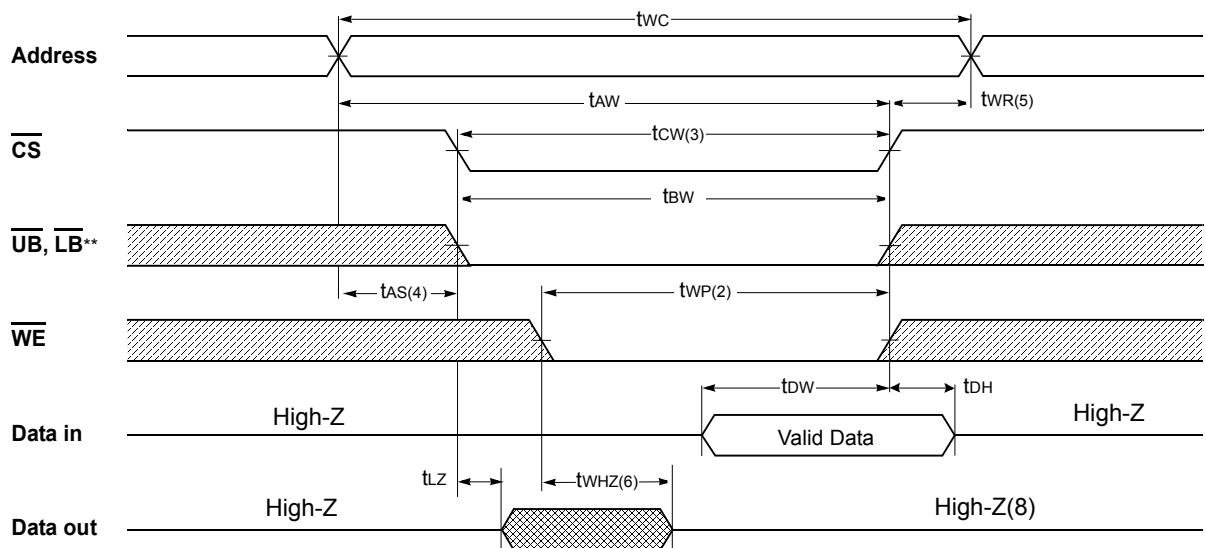 tWC
Address
tAW
tWR(5)
tCW(3)
CS
tBW
UB, LB**
tAS(4)
tWP(2)
WE
tDW
tDH
High-Z
High-Z
Data in
Valid Data
tLZ
tWHZ(6)
High-Z
High-Z(8)
Data out